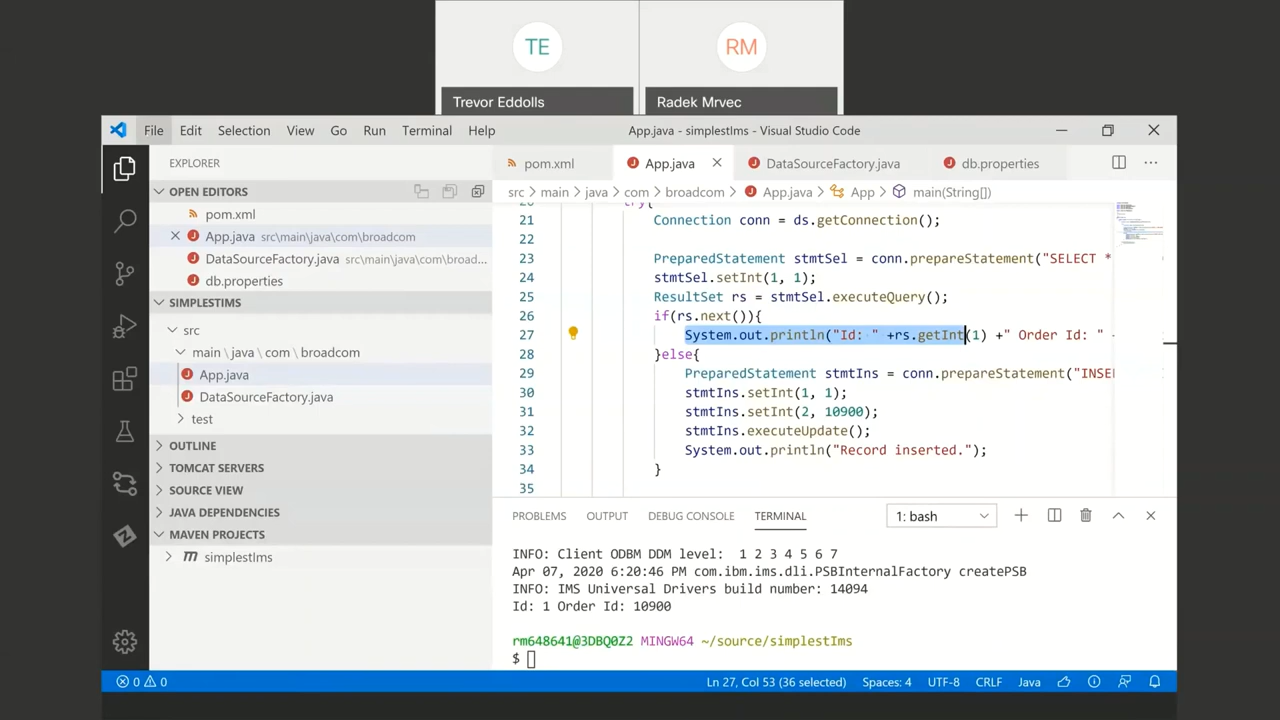 TE
RM
Trevor Eddolls
Radek Mrvec
File Edit Selection View Go Run Terminal Help
App.java - simplestIms - Visual Studio Code
EXPLORER
OPEN EDITORS
pom.xml
App.java src\main\java\com\broadcom
DataSourceFactory.java src\main\java\com\broad...
db.properties
SIMPLESTIMS
src
main \ java \ com \ broadcom
App.java
DataSourceFactory.java
test
OUTLINE
TOMCAT SERVERS
SOURCE VIEW
JAVA DEPENDENCIES
MAVEN PROJECTS
simplestIms
pom.xml
App.java
DataSourceFactory.java
db.properties
src > main > java > com > broadcom > App.java > App > main(String[])
20 try{
21 Connection conn = ds.getConnection();
22
23 PreparedStatement stmtSel = conn.prepareStatement("SELECT *
24 stmtSel.setInt(1, 1);
25 ResultSet rs = stmtSel.executeQuery();
26 if(rs.next()){
27 System.out.println("Id: " +rs.getInt(1) +" Order Id: " +
28 }else{
29 PreparedStatement stmtIns = conn.prepareStatement("INSE
30 stmtIns.setInt(1, 1);
31 stmtIns.setInt(2, 10900);
32 stmtIns.executeUpdate();
33 System.out.println("Record inserted.");
34 }
35
PROBLEMS OUTPUT DEBUG CONSOLE TERMINAL
1: bash
INFO: Client ODBM DDM level: 1 2 3 4 5 6 7
Apr 07, 2020 6:20:46 PM com.ibm.ims.dli.PSBInternalFactory createPSB
INFO: IMS Universal Drivers build number: 14094
Id: 1 Order Id: 10900
rm648641@3DBQ0Z2 MINGW64 ~/source/simplestIms
$
0 0
Ln 27, Col 53 (36 selected) Spaces: 4 UTF-8 CRLF Java